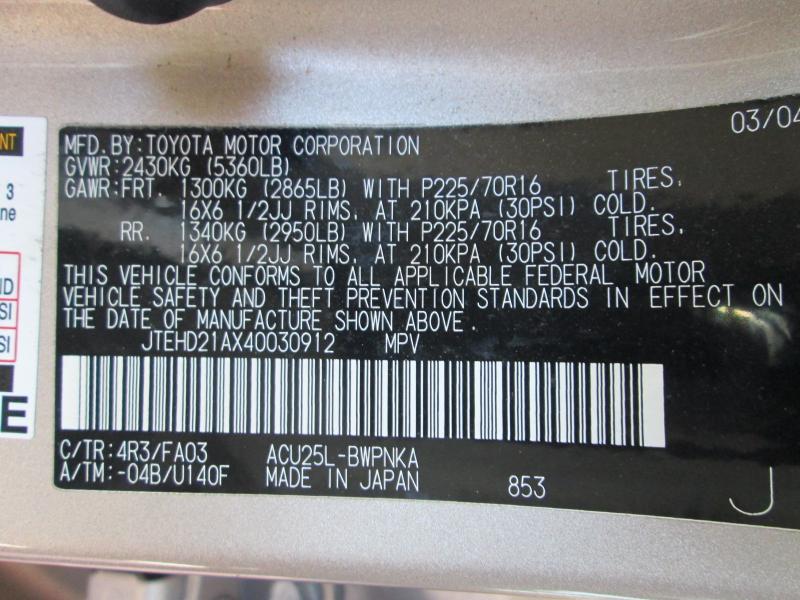 03/04
MFD.BY:TOYOTA MOTOR CORPORATION
GVWR:2430KG (5360LB)
GAWR:FRT. 1300KG (2865LB) WITH P225/70R16 TIRES,
16X6 1/2JJ RIMS, AT 210KPA (30PSI) COLD.
RR. 1340KG (2950LB) WITH P225/70R16 TIRES,
16X6 1/2JJ RIMS, AT 210KPA (30PSI) COLD.
THIS VEHICLE CONFORMS TO ALL APPLICABLE FEDERAL MOTOR
VEHICLE SAFETY AND THEFT PREVENTION STANDARDS IN EFFECT ON
THE DATE OF MANUFACTURE SHOWN ABOVE.
JTEHD21AX40030912 MPV
C/TR:4R3/FA03 ACU25L-BWPNKA
A/TM:-04B/U140F MADE IN JAPAN 853 J
3